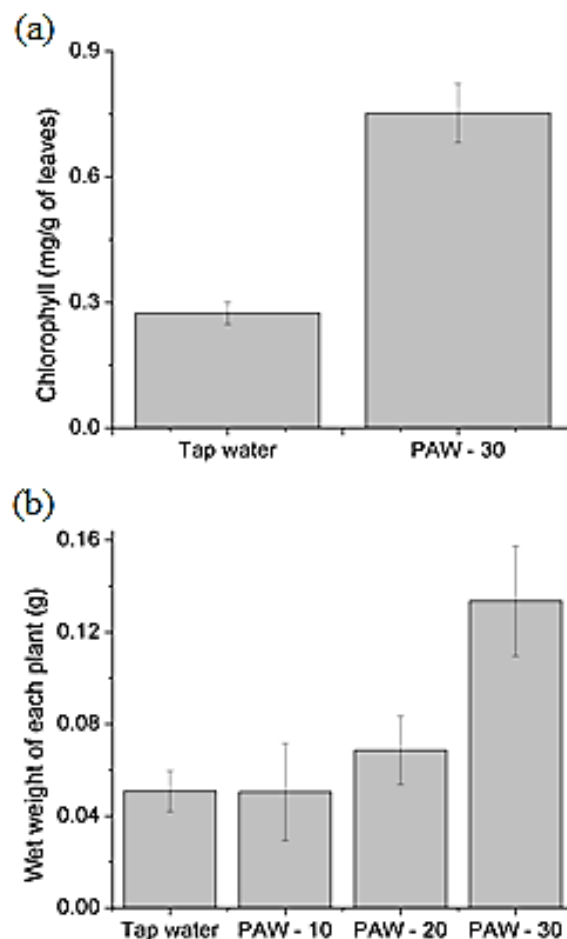 (a)
0.9
0.6
0.3
0.0
Chlorophyll (mg/g of leaves)
Tap water PAW - 30
(b)
0.16
0.12
0.08
0.04
0.00
Wet weight of each plant (g)
Tap water PAW - 10 PAW - 20 PAW - 30